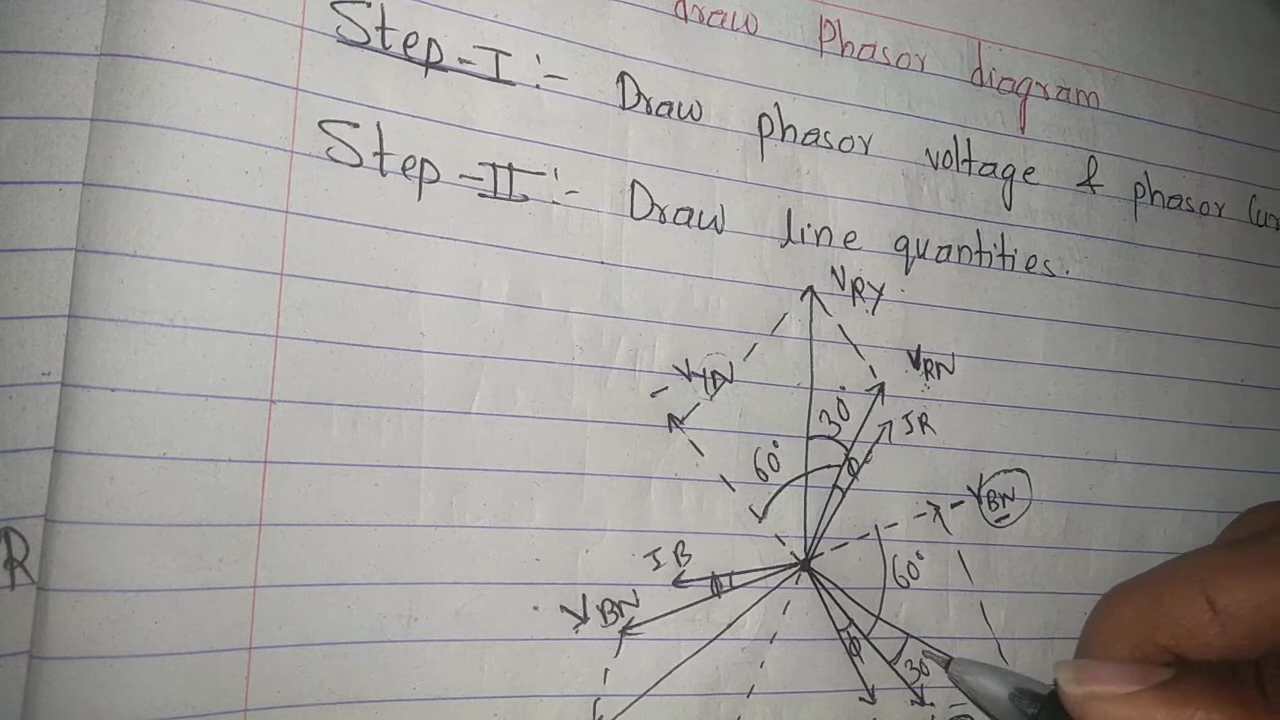 draw Phasor diagram
Step-I :- Draw phasor voltage & phasor
Step-II :- Draw line quantities.
VRY
VRN
-VYN
30°
IR
60°
ϕ
-VBN
IB
60°
ϕ
VBN
R
ϕ
30